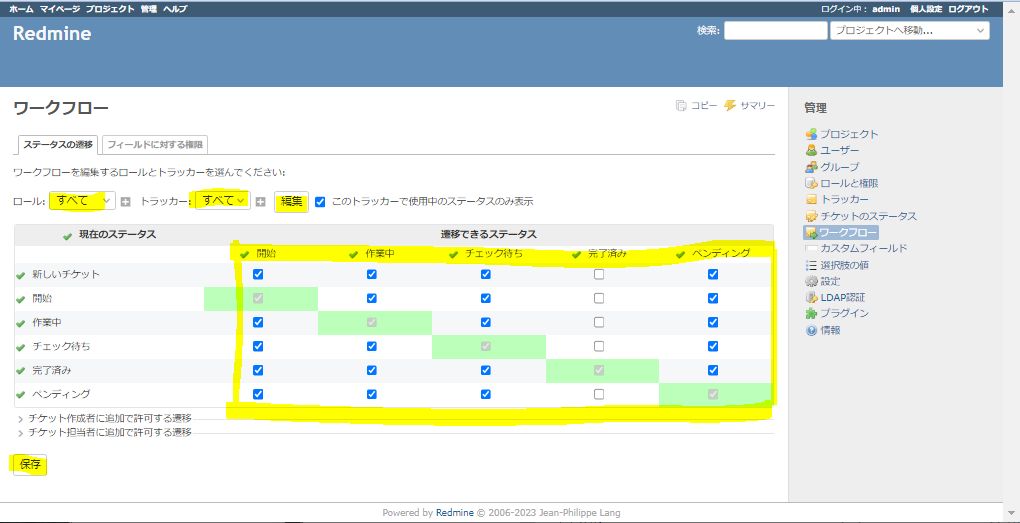 ホーム マイページ プロジェクト 管理 ヘルプ
ログイン中： admin 個人設定 ログアウト
Redmine
検索:
プロジェクトへ移動...
ワークフロー
コピー サマリー
ステータスの遷移 フィールドに対する権限
ワークフローを編集するロールとトラッカーを選んでください:
ロール: すべて トラッカー: すべて 編集 このトラッカーで使用中のステータスのみ表示
現在のステータス 遷移できるステータス
開始 作業中 チェック待ち 完了済み ペンディング
新しいチケット
開始
作業中
チェック待ち
完了済み
ペンディング
チケット作成者に追加で許可する遷移
チケット担当者に追加で許可する遷移
保存
管理
プロジェクト
ユーザー
グループ
ロールと権限
トラッカー
チケットのステータス
ワークフロー
カスタムフィールド
選択肢の値
設定
LDAP認証
プラグイン
情報
Powered by Redmine © 2006-2023 Jean-Philippe Lang